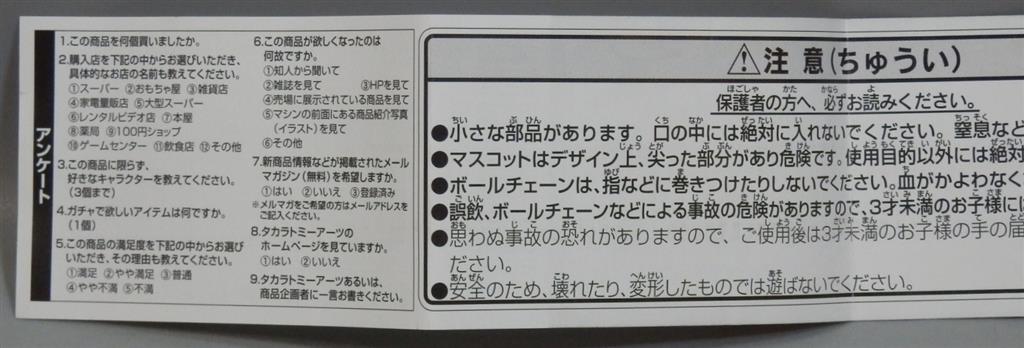 アンケート
1.この商品を何個買いましたか。
2.購入店を下記の中からお選びいただき、
具体的なお店の名前も教えてください。
①スーパー ②おもちゃ屋 ③雑貨店
④家電量販店 ⑤大型スーパー
⑥レンタルビデオ店 ⑦本屋
⑧薬局 ⑨100円ショップ
⑩ゲームセンター ⑪飲食店 ⑫その他
3.この商品に限らず、
好きなキャラクターを教えてください。
(3個まで)
4.ガチャで欲しいアイテムは何ですか。
(1個)
5.この商品の満足度を下記の中からお選び
いただき、その理由も教えてください。
①満足 ②やや満足 ③普通
④やや不満 ⑤不満
6.この商品が欲しくなったのは
何故ですか。
①知人から聞いて
②雑誌を見て ③HPを見て
④売場に展示されている商品を見て
⑤マシンの前面にある商品紹介写真
(イラスト)を見て
⑥その他
7.新商品情報などが掲載されたメール
マガジン(無料)を希望しますか。
①はい ②いいえ ③登録済み
*メルマガをご希望の方はメールアドレスを
ご記入ください。
8.タカラトミーアーツの
ホームページを見ていますか。
①はい ②いいえ
9.タカラトミーアーツあるいは、
商品企画者に一言お書きください。
⚠注意(ちゅうい)
保護者の方へ、必ずお読みください。
●小さな部品があります。口の中には絶対に入れないでください。窒息など
●マスコットはデザイン上、尖った部分があり危険です。使用目的以外には絶対
●ボールチェーンは、指などに巻きつけたりしないでください。血がかよわなく
●誤飲、ボールチェーンなどによる事故の危険がありますので、3才未満のお子様に
●思わぬ事故の恐れがありますので、ご使用後は3才未満のお子様の手の届
ださい。
●安全のため、壊れたり、変形したものでは遊ばないでください。